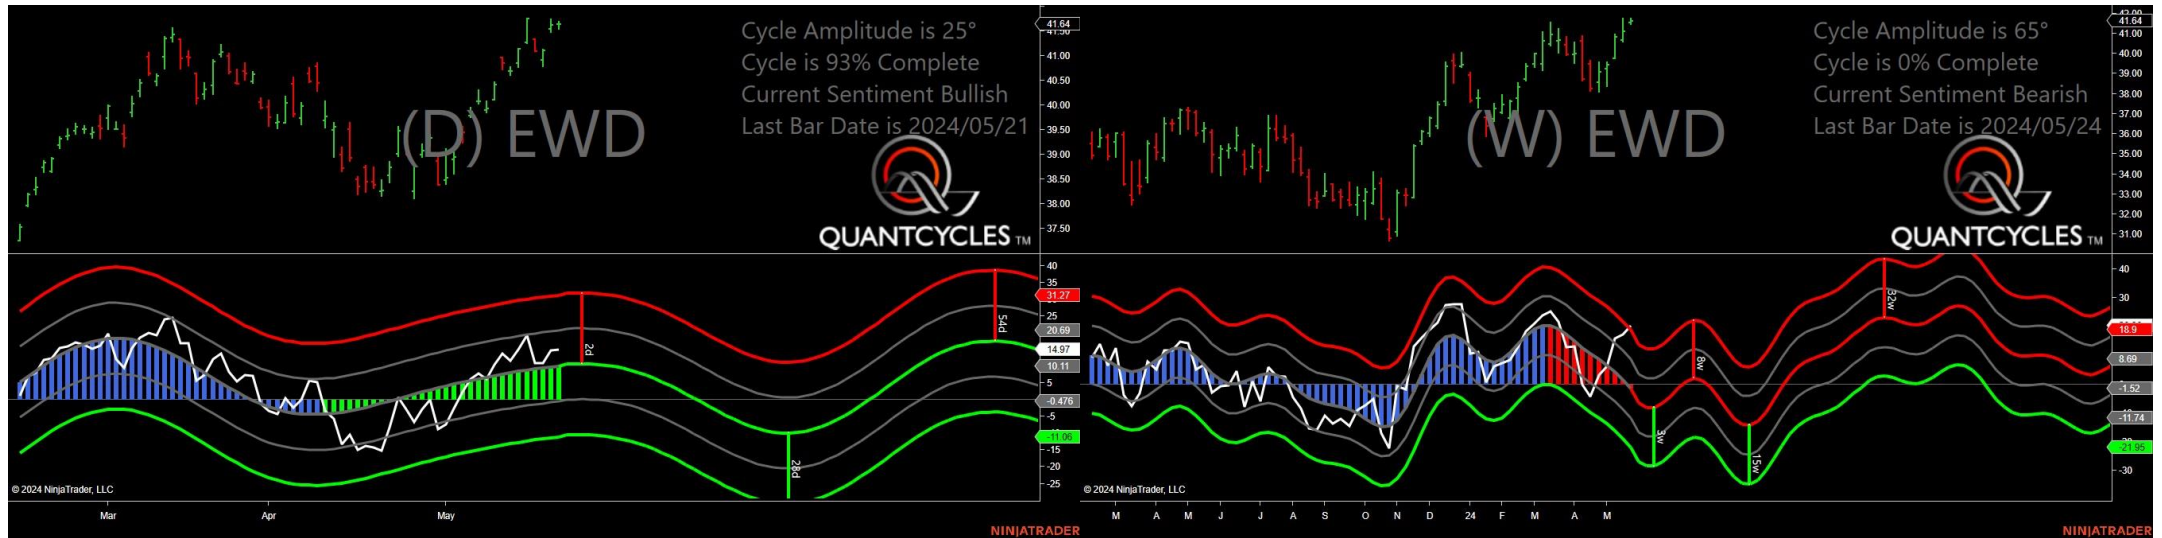 Cycle Amplitude is 25°
Cycle is 93% Complete
Current Sentiment Bullish
Last Bar Date is 2024/05/21
(D) EWD
QUANTCYCLES TM
41.64
41.50
41.00
40.50
40.00
39.50
39.00
38.50
38.00
37.50
40
35
31.27
25
20.69
14.97
10.11
5
-0.476
-5
-11.06
-15
-20
-25
2d
28d
54d
© 2024 NinjaTrader, LLC
Mar
Apr
May
NINJATRADER
Cycle Amplitude is 65°
Cycle is 0% Complete
Current Sentiment Bearish
Last Bar Date is 2024/05/24
(W) EWD
QUANTCYCLES TM
42.00
41.64
41.00
40.00
39.00
38.00
37.00
36.00
35.00
34.00
33.00
32.00
31.00
40
30
18.9
8.69
-1.52
-11.74
-21.95
-30
3w
8w
15w
32w
© 2024 NinjaTrader, LLC
M
A
M
J
J
A
S
O
N
D
24
F
M
A
M
NINJATRADER